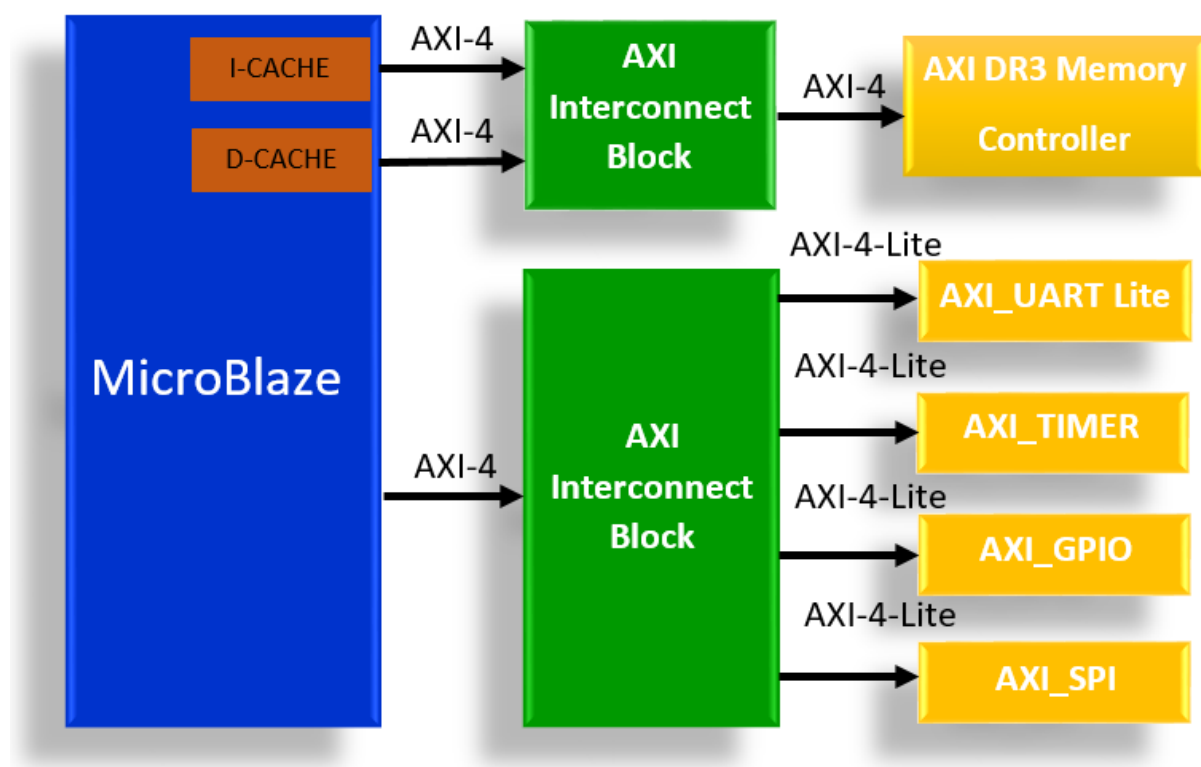 I-CACHE
D-CACHE
MicroBlaze
AXI-4
AXI-4
AXI
Interconnect
Block
AXI-4
AXI DR3 Memory
Controller
AXI-4
AXI
Interconnect
Block
AXI-4-Lite
AXI_UART Lite
AXI-4-Lite
AXI_TIMER
AXI-4-Lite
AXI_GPIO
AXI-4-Lite
AXI_SPI